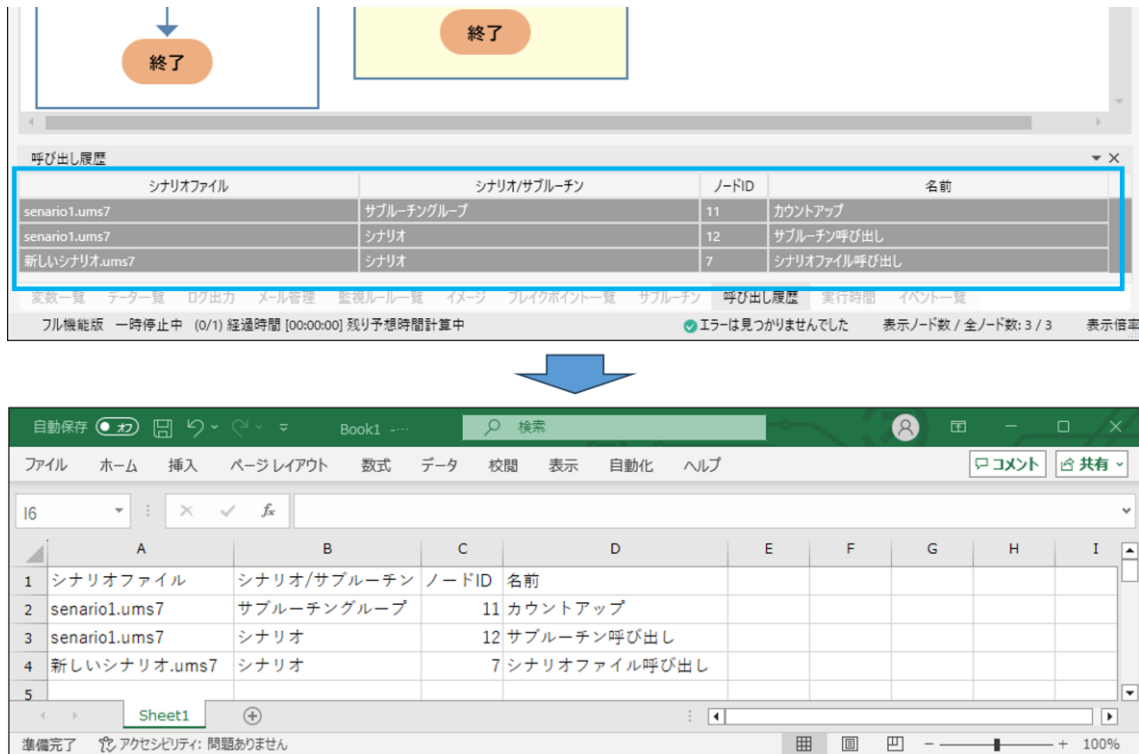 終了
終了
呼び出し履歴
シナリオファイル シナリオ/サブルーチン ノードID 名前
senario1.ums7 サブルーチングループ 11 カウントアップ
senario1.ums7 シナリオ 12 サブルーチン呼び出し
新しいシナリオ.ums7 シナリオ 7 シナリオファイル呼び出し
変数一覧 データ一覧 ログ出力 メール管理 監視ルール一覧 イメージ ブレイクポイント一覧 サブルーチン 呼び出し履歴 実行時間 イベント一覧
フル機能版 一時停止中 (0/1) 経過時間 [00:00:00] 残り予想時間計算中 エラーは見つかりませんでした 表示ノード数 / 全ノード数: 3 / 3 表示倍率
自動保存 オフ Book1 -… 検索
ファイル ホーム 挿入 ページ レイアウト 数式 データ 校閲 表示 自動化 ヘルプ コメント 共有
I6 fx
A B C D E F G H I
1 シナリオファイル シナリオ/サブルーチン ノードID 名前
2 senario1.ums7 サブルーチングループ 11 カウントアップ
3 senario1.ums7 シナリオ 12 サブルーチン呼び出し
4 新しいシナリオ.ums7 シナリオ 7 シナリオファイル呼び出し
5
Sheet1
準備完了 アクセシビリティ: 問題ありません 100%